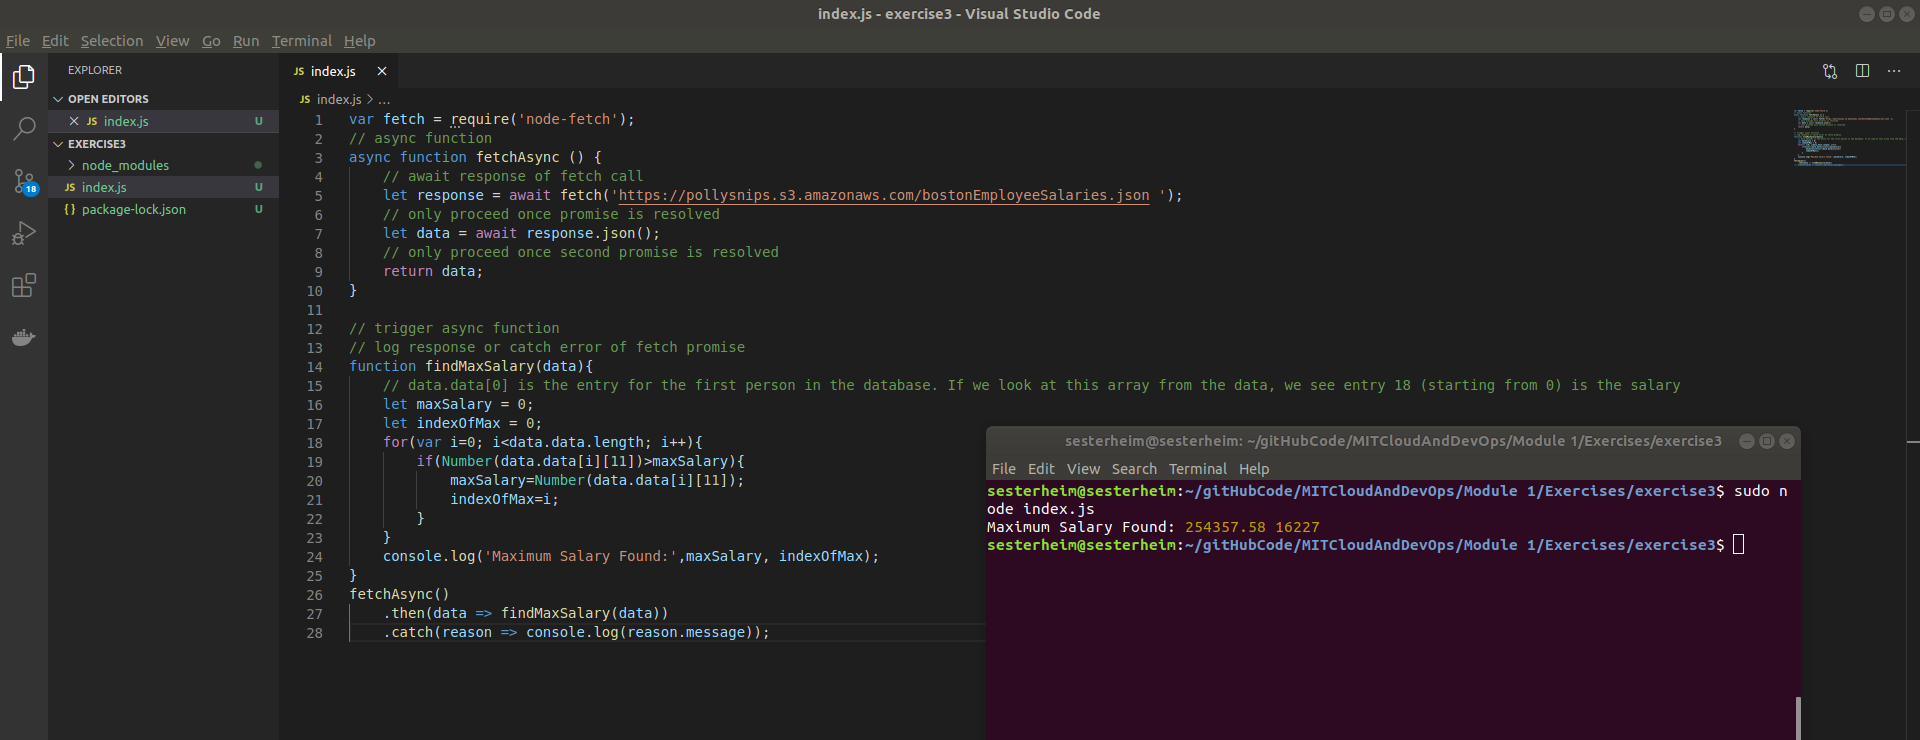 index.js - exercise3 - Visual Studio Code
File Edit Selection View Go Run Terminal Help
EXPLORER
OPEN EDITORS
JS index.js U
EXERCISE3
node_modules
JS index.js U
{} package-lock.json U
18
JS index.js
JS index.js > ...
1 var fetch = require('node-fetch');
2 // async function
3 async function fetchAsync () {
4 // await response of fetch call
5 let response = await fetch('https://pollysnips.s3.amazonaws.com/bostonEmployeeSalaries.json ');
6 // only proceed once promise is resolved
7 let data = await response.json();
8 // only proceed once second promise is resolved
9 return data;
10 }
11
12 // trigger async function
13 // log response or catch error of fetch promise
14 function findMaxSalary(data){
15 // data.data[0] is the entry for the first person in the database. If we look at this array from the data, we see entry 18 (starting from 0) is the salary
16 let maxSalary = 0;
17 let indexOfMax = 0;
18 for(var i=0; i<data.data.length; i++){
19 if(Number(data.data[i][11])>maxSalary){
20 maxSalary=Number(data.data[i][11]);
21 indexOfMax=i;
22 }
23 }
24 console.log('Maximum Salary Found:',maxSalary, indexOfMax);
25 }
26 fetchAsync()
27 .then(data => findMaxSalary(data))
28 .catch(reason => console.log(reason.message));
sesterheim@sesterheim: ~/gitHubCode/MITCloudAndDevOps/Module 1/Exercises/exercise3
File Edit View Search Terminal Help
sesterheim@sesterheim:~/gitHubCode/MITCloudAndDevOps/Module 1/Exercises/exercise3$ sudo n
ode index.js
Maximum Salary Found: 254357.58 16227
sesterheim@sesterheim:~/gitHubCode/MITCloudAndDevOps/Module 1/Exercises/exercise3$